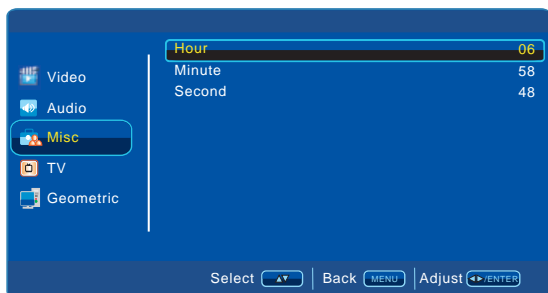 Video
Audio
Misc
TV
Geometric
Hour 06
Minute 58
Second 48
Select ▲▼ Back MENU Adjust ◄►/ENTER